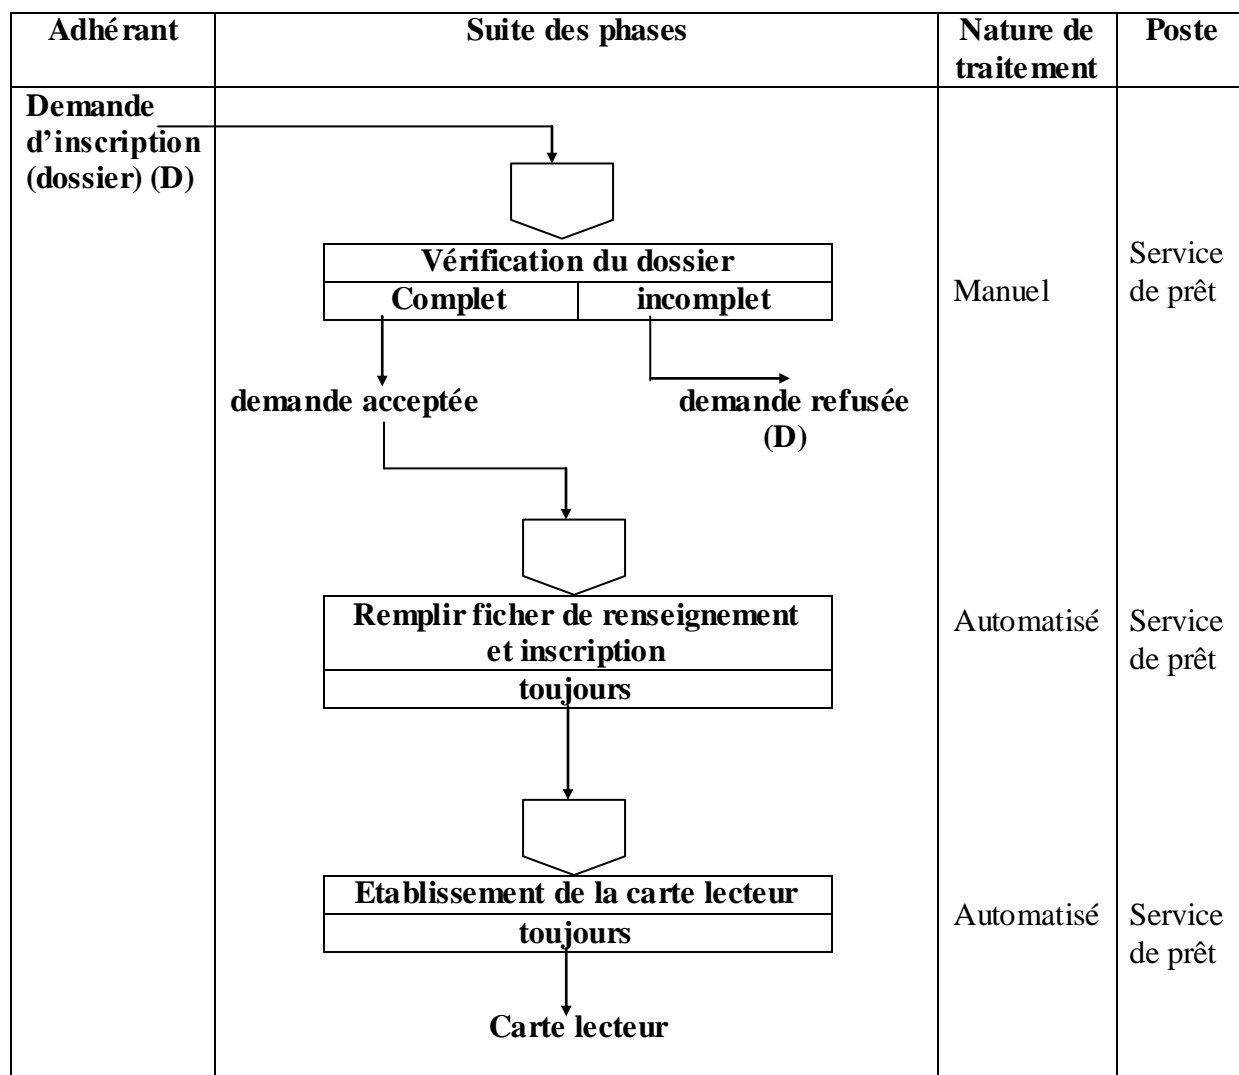 Adhérant
Suite des phases
Nature de
traitement
Poste
Demande
d’inscription
(dossier) (D)
Vérification du dossier
Complet
incomplet
Manuel
Service
de prêt
demande acceptée
demande refusée
(D)
Remplir ficher de renseignement
et inscription
toujours
Automatisé
Service
de prêt
Etablissement de la carte lecteur
toujours
Automatisé
Service
de prêt
Carte lecteur